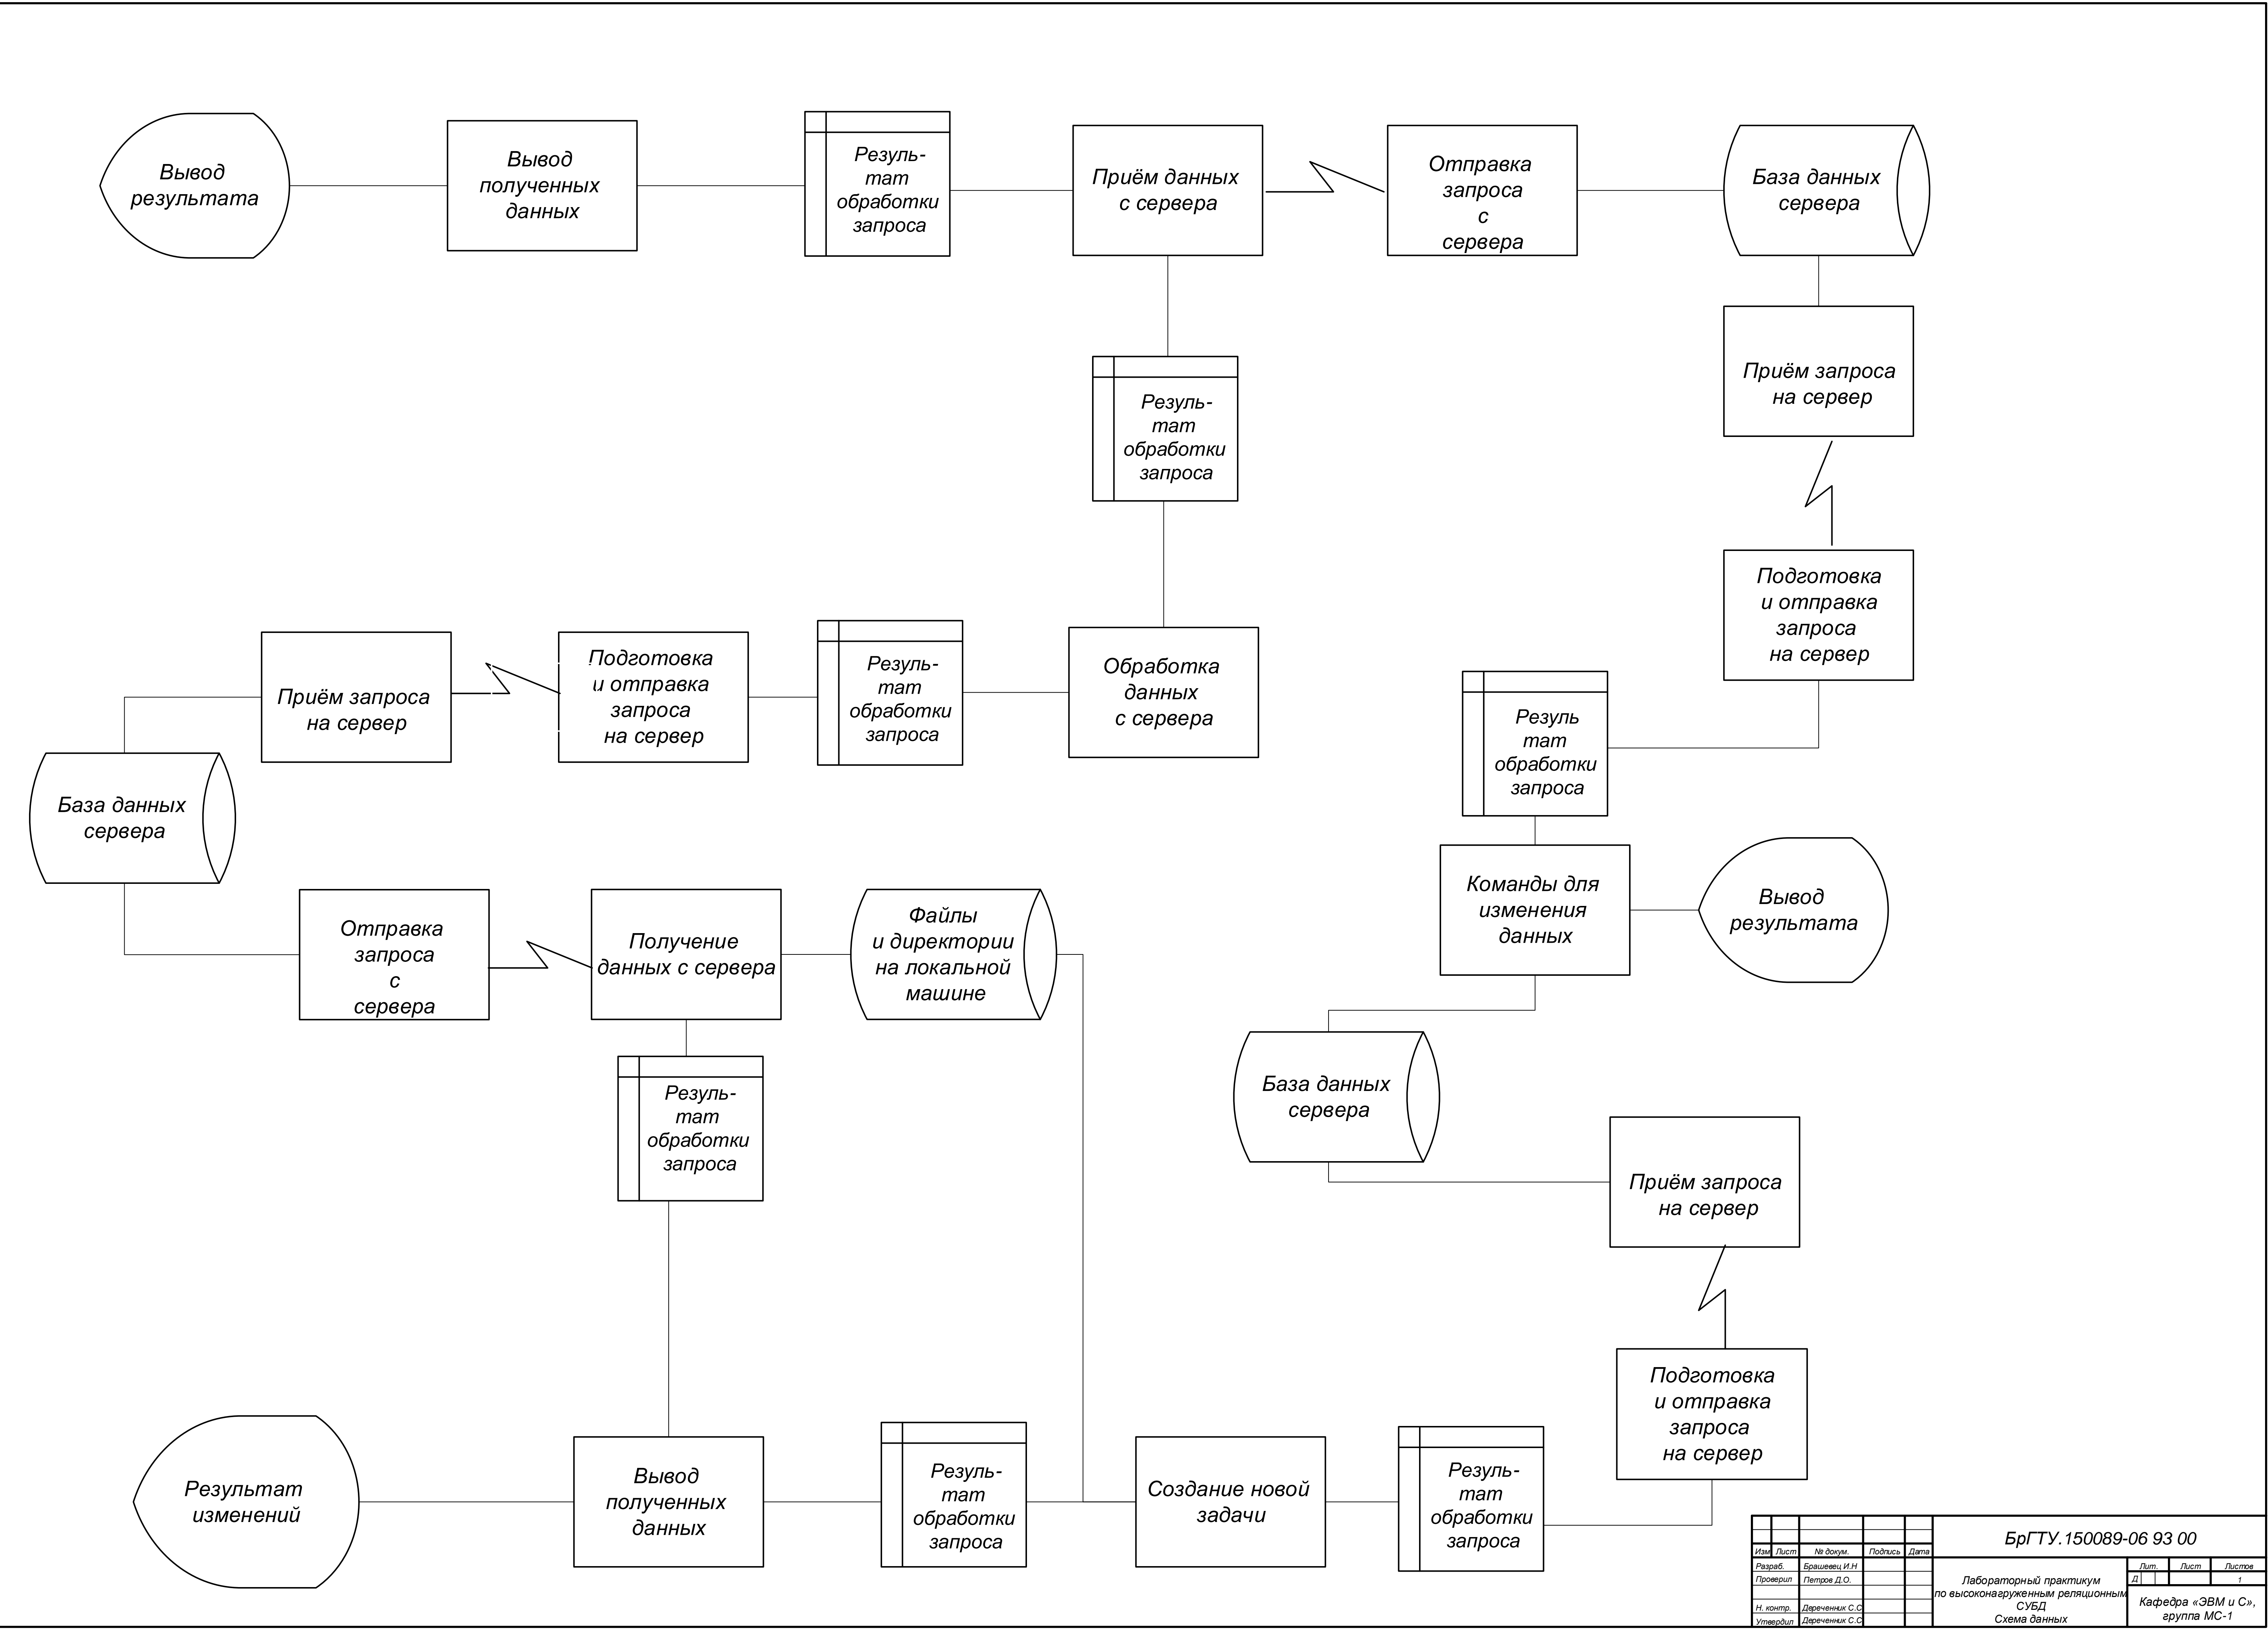 Вывод
результата
Вывод
полученных
данных
Резуль-
тат
обработки
запроса
Приём данных
с сервера
Отправка
запроса
с
сервера
База данных
сервера
Приём запроса
на сервер
Резуль-
тат
обработки
запроса
Подготовка
и отправка
запроса
на сервер
Приём запроса
на сервер
Подготовка
и отправка
запроса
на сервер
Резуль-
тат
обработки
запроса
Обработка
данных
с сервера
Резуль
тат
обработки
запроса
База данных
сервера
Команды для
изменения
данных
Вывод
результата
Отправка
запроса
с
сервера
Получение
данных с сервера
Файлы
и директории
на локальной
машине
База данных
сервера
Резуль-
тат
обработки
запроса
Приём запроса
на сервер
Подготовка
и отправка
запроса
на сервер
Результат
изменений
Вывод
полученных
данных
Резуль-
тат
обработки
запроса
Создание новой
задачи
Резуль-
тат
обработки
запроса
БрГТУ.150089-06 93 00
Изм Лист № докум. Подпись Дата
Разраб. Брашевец И.Н
Проверил Петров Д.О.
Н. контр. Дереченник С.С
Утвердил Дереченник С.С
Лабораторный практикум
по высоконагруженным реляционным
СУБД
Схема данных
Лит. Лист Листов
Д 1
Кафедра «ЭВМ и С»,
группа МС-1